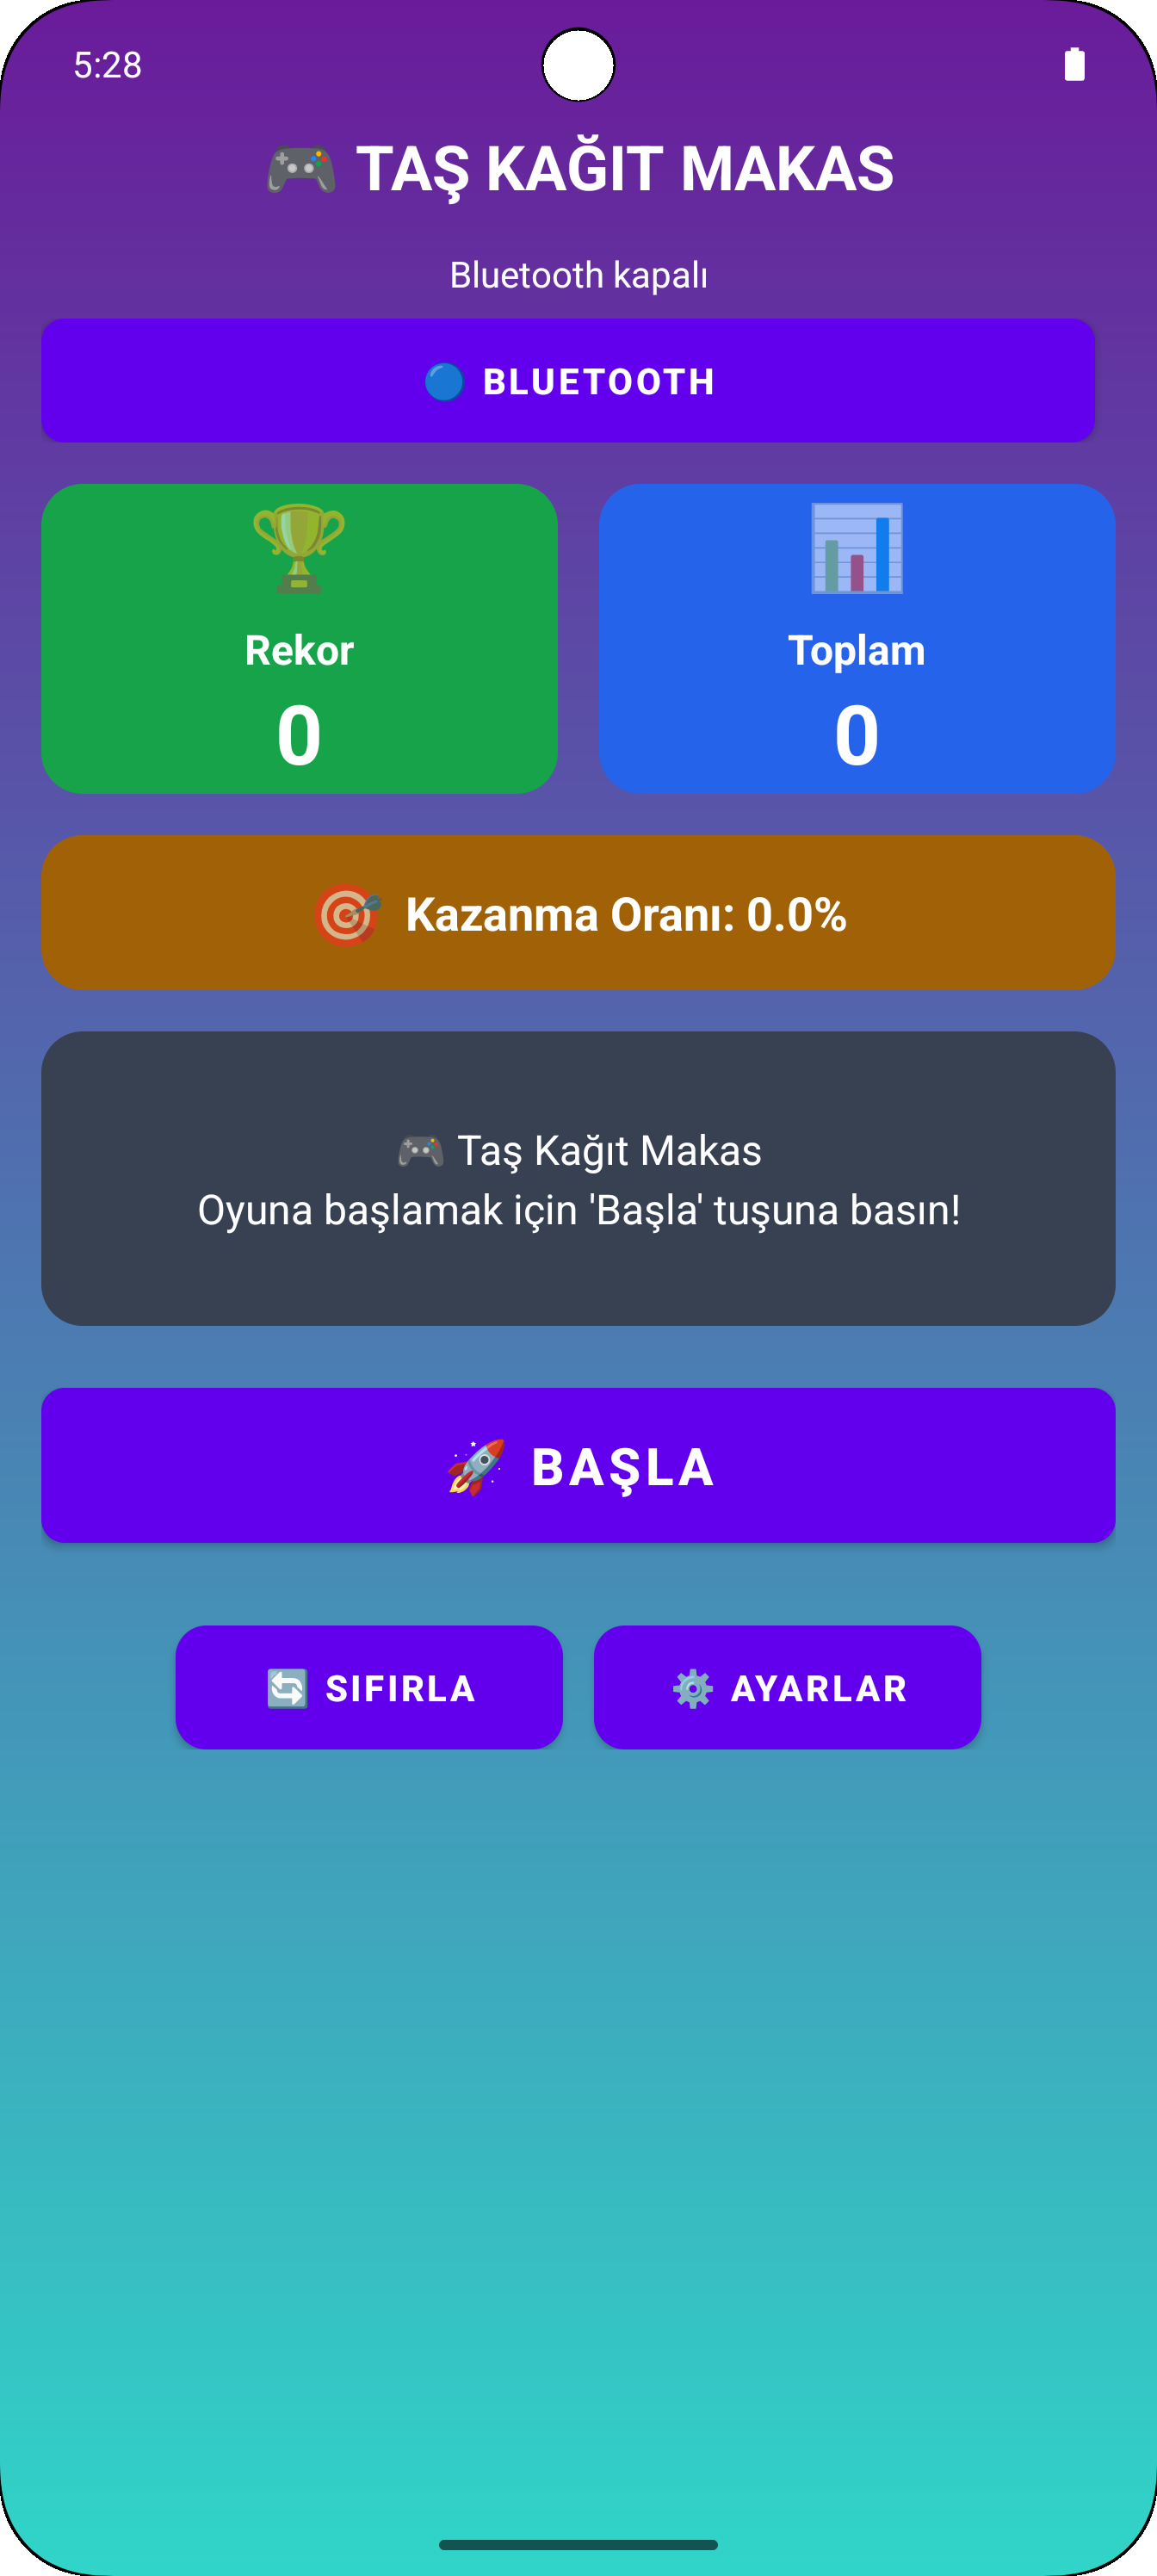 5:28
🎮 TAŞ KAĞIT MAKAS
Bluetooth kapalı
🔵 BLUETOOTH
Rekor
0
Toplam
0
🎯 Kazanma Oranı: 0.0%
🎮 Taş Kağıt Makas
Oyuna başlamak için 'Başla' tuşuna basın!
🚀 BAŞLA
🔄 SIFIRLA
⚙️ AYARLAR